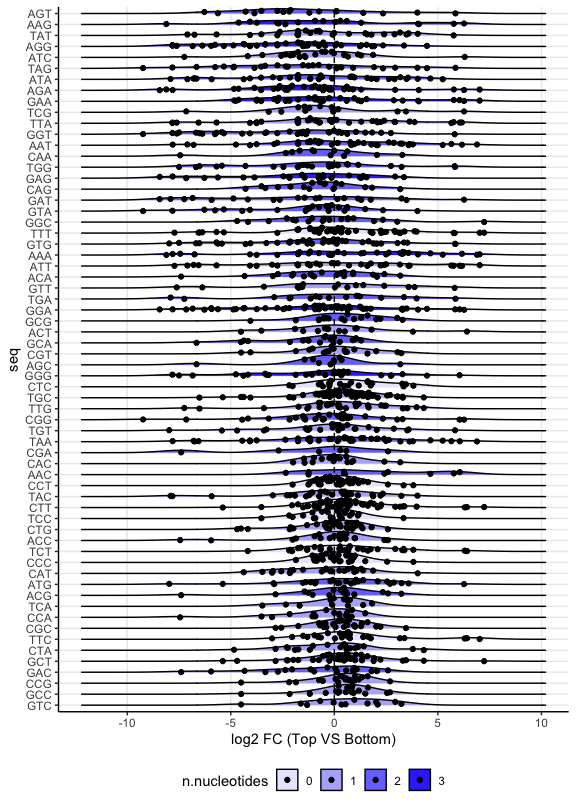 AGT
AAG
TAT
AGG
ATC
TAG
ATA
AGA
GAA
TCG
TTA
GGT
AAT
CAA
TGG
GAG
CAG
GAT
GTA
GGC
TTT
GTG
AAA
ATT
ACA
GTT
TGA
GGA
GCG
ACT
GCA
CGT
AGC
GGG
CTC
TGC
TTG
CGG
TGT
TAA
CGA
CAC
AAC
CCT
TAC
CTT
TCC
CTG
ACC
TCT
CCC
CAT
ATG
ACG
TCA
CCA
CGC
TTC
CTA
GCT
GAC
CCG
GCC
GTC
seq
-10 -5 0 5 10
log2 FC (Top VS Bottom)
n.nucleotides 0 1 2 3